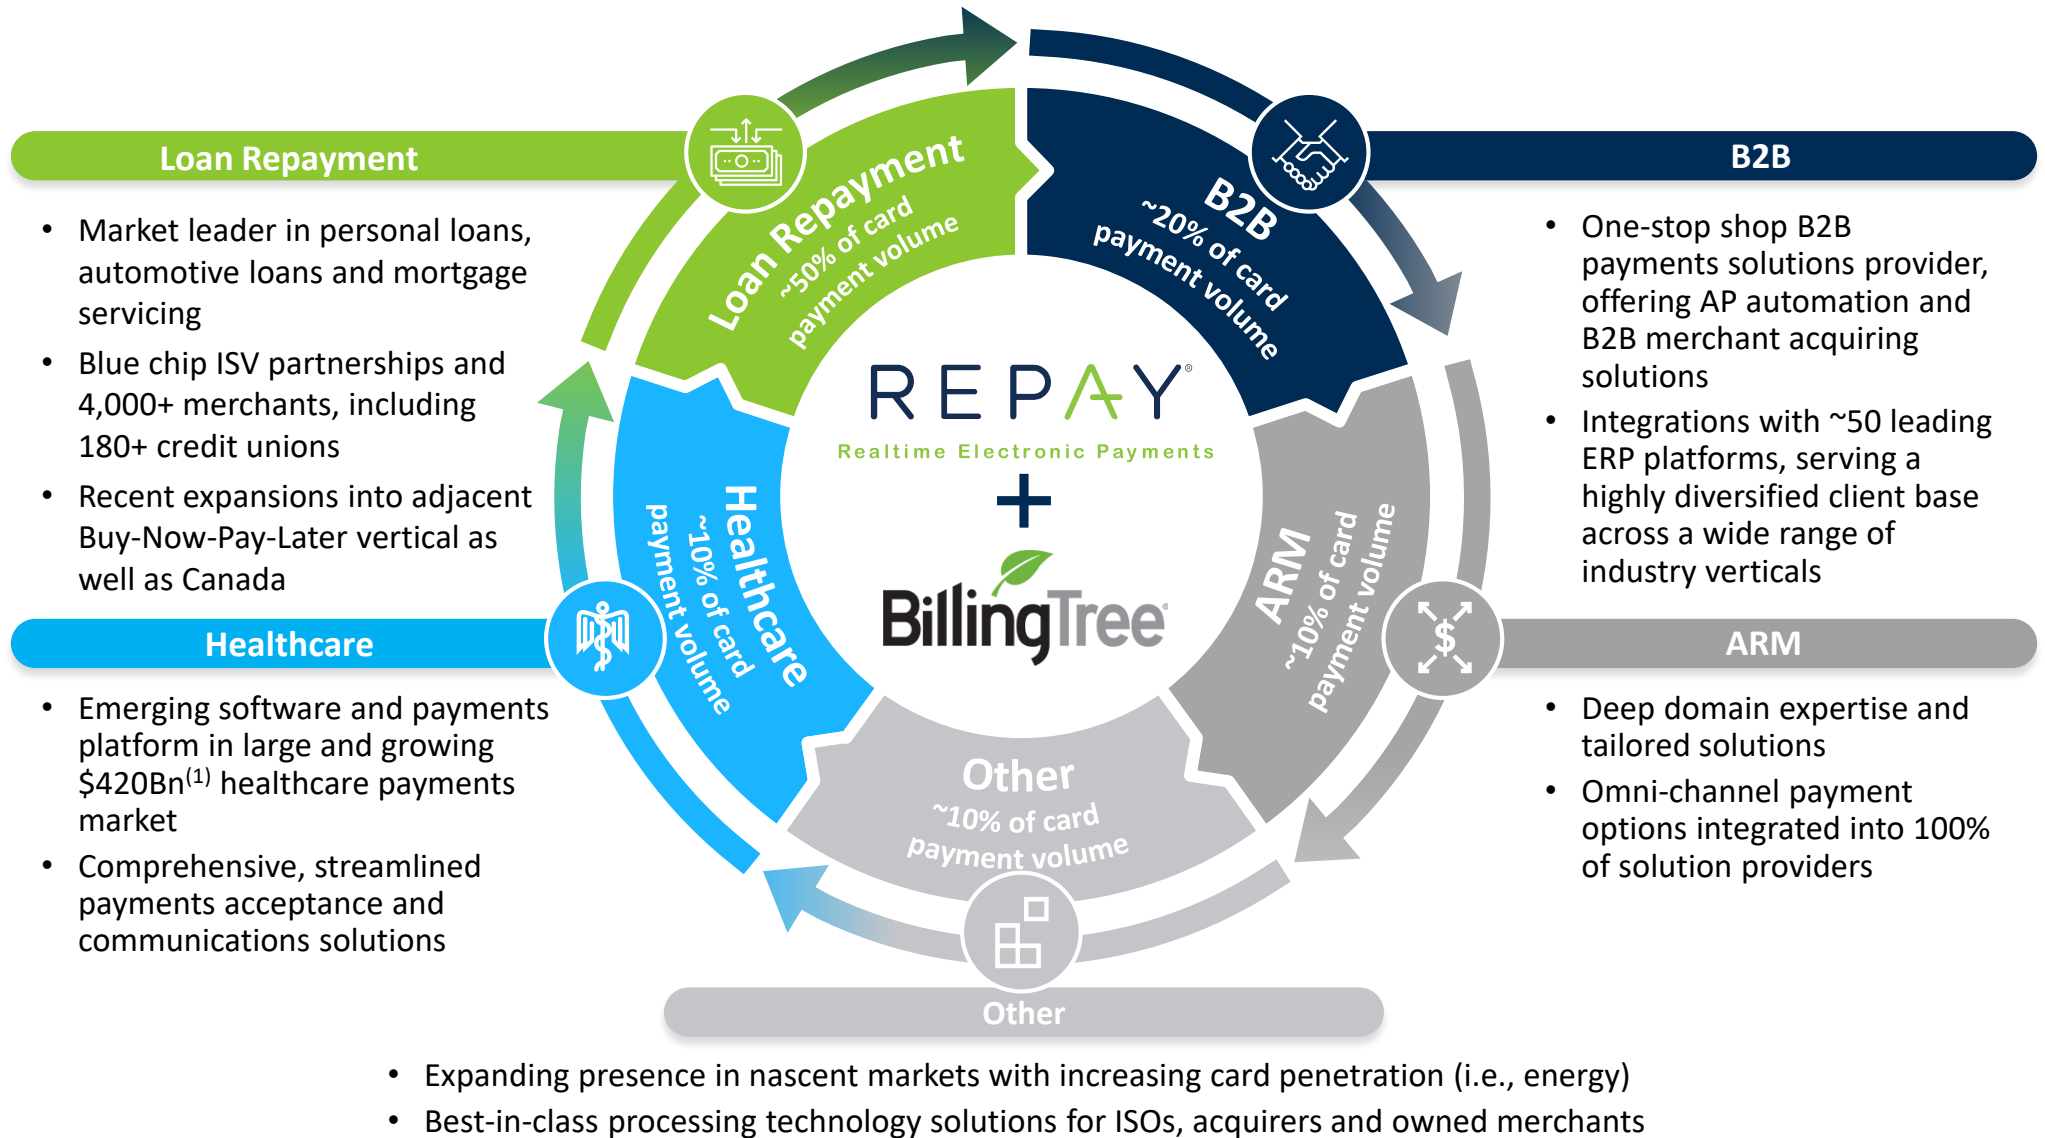 Loan Repayment
• Market leader in personal loans,
automotive loans and mortgage
servicing
• Blue chip ISV partnerships and
4,000+ merchants, including
180+ credit unions
• Recent expansions into adjacent
Buy-Now-Pay-Later vertical as
well as Canada
Healthcare
• Emerging software and payments
platform in large and growing
$420Bn(1) healthcare payments
market
• Comprehensive, streamlined
payments acceptance and
communications solutions
Loan Repayment
~50% of card
payment volume
B2B
~20% of card
payment volume
ARM
~10% of card
payment volume
Other
~10% of card
payment volume
Healthcare
~10% of card
payment volume
REPAY®
Realtime Electronic Payments
+
BillingTree®
$
B2B
• One-stop shop B2B
payments solutions provider,
offering AP automation and
B2B merchant acquiring
solutions
• Integrations with ~50 leading
ERP platforms, serving a
highly diversified client base
across a wide range of
industry verticals
ARM
• Deep domain expertise and
tailored solutions
• Omni-channel payment
options integrated into 100%
of solution providers
Other
• Expanding presence in nascent markets with increasing card penetration (i.e., energy)
• Best-in-class processing technology solutions for ISOs, acquirers and owned merchants